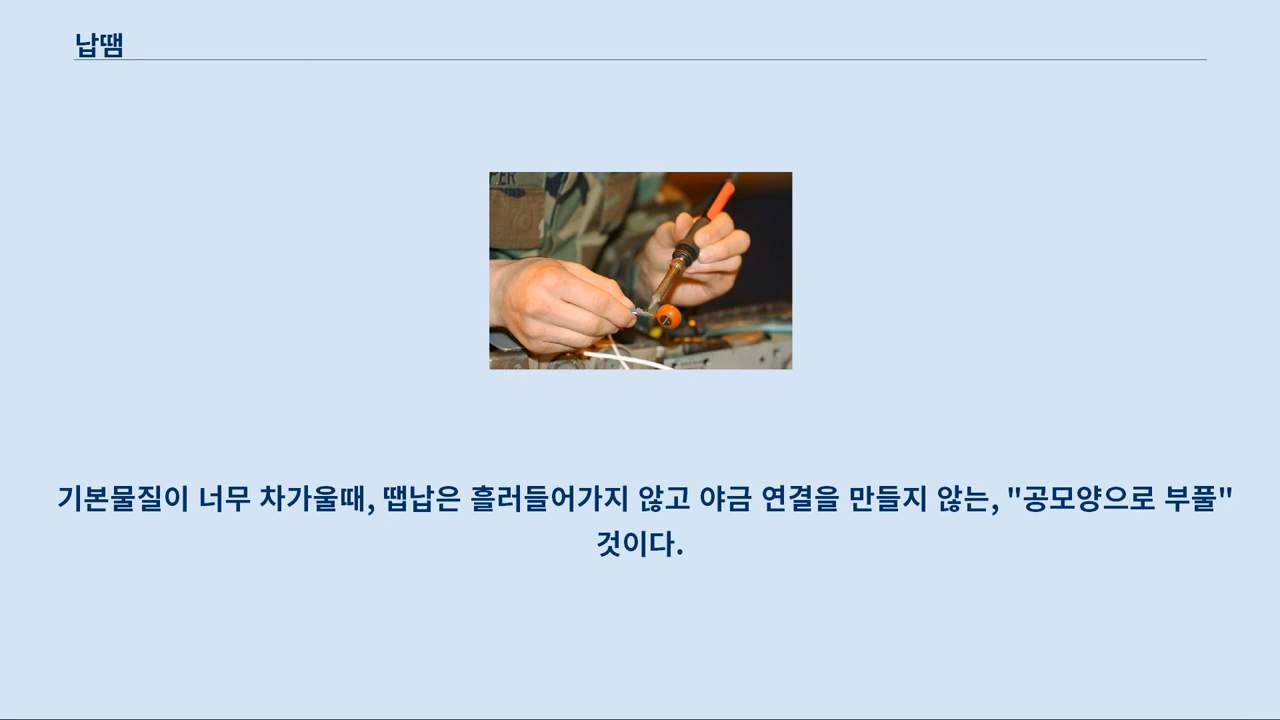 납땜
PER
기본물질이 너무 차가울때, 땝납은 흘러들어가지 않고 야금 연결을 만들지 않는, "공모양으로 부풀"
것이다.